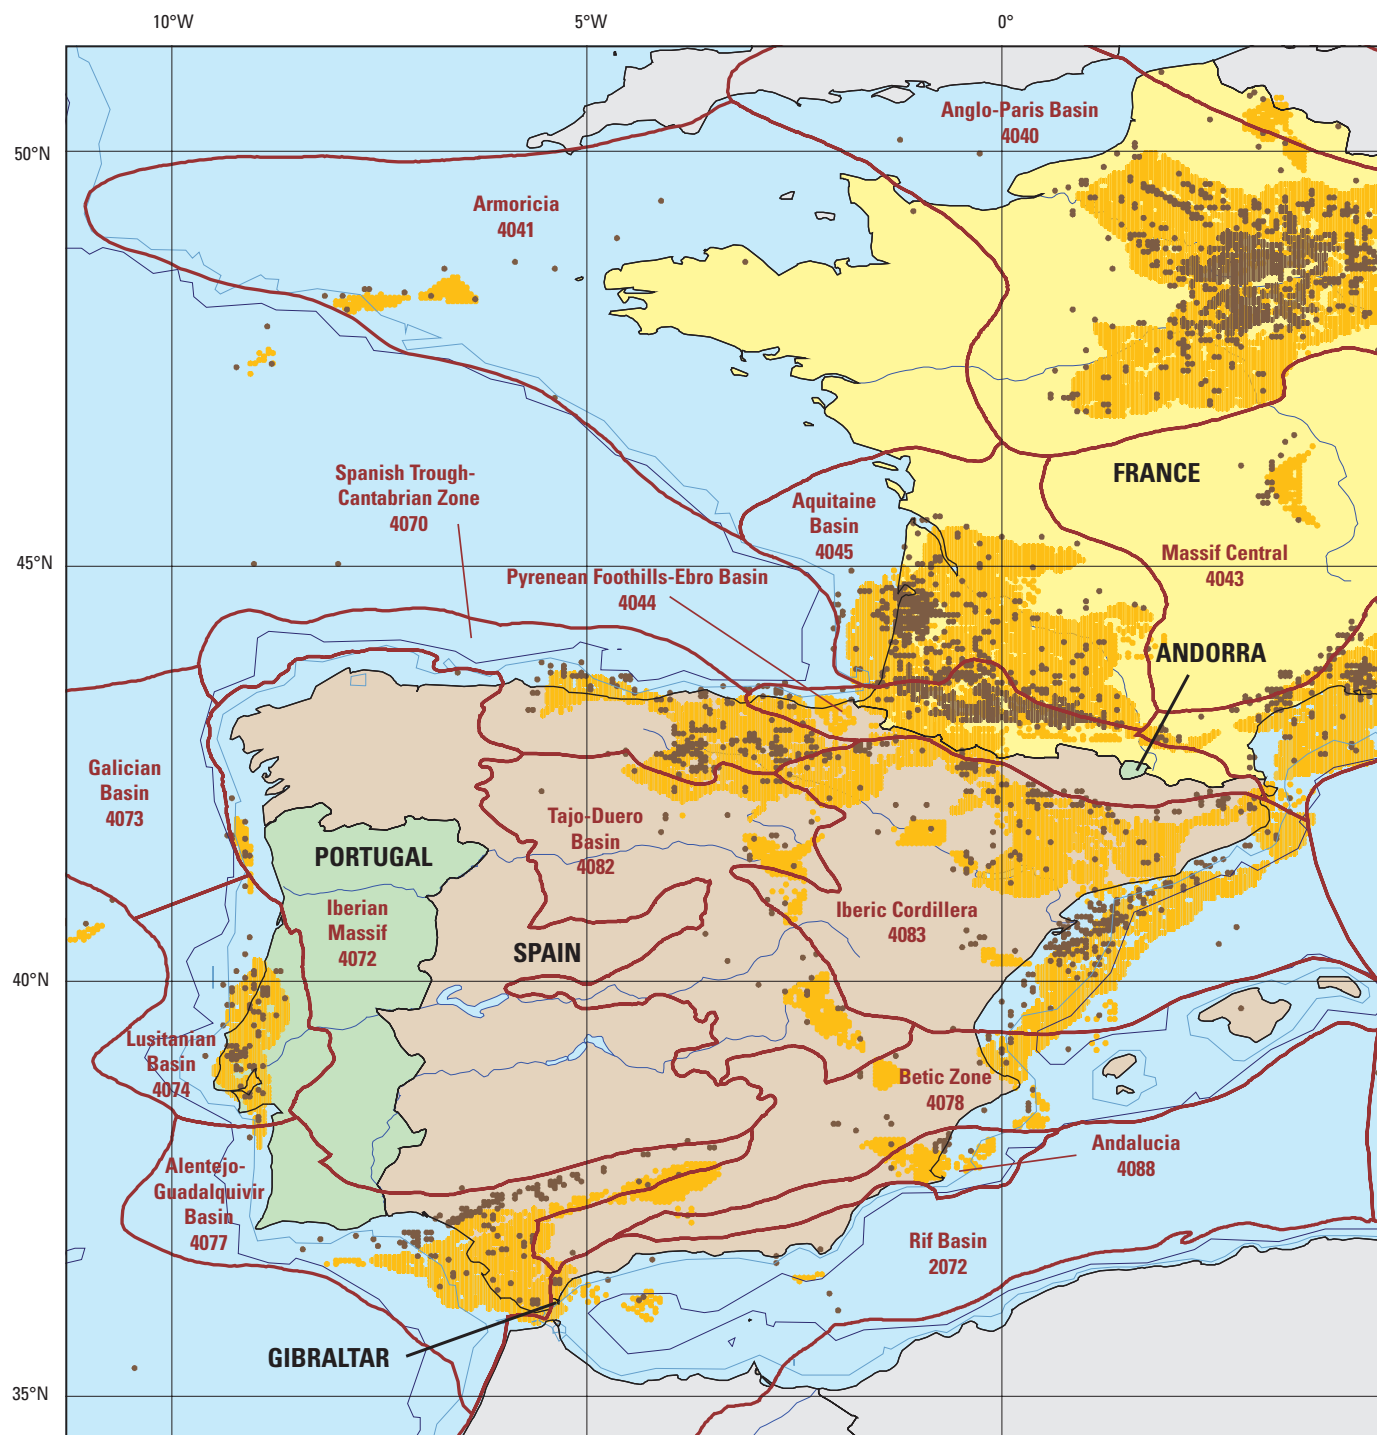 10°W
5°W
0°
Anglo-Paris Basin
4040
50°N
Armoricia
4041
FRANCE
Spanish Trough-
Cantabrian Zone
4070
Aquitaine
Basin
4045
Massif Central
4043
45°N
Pyrenean Foothills-Ebro Basin
4044
ANDORRA
Galician
Basin
4073
Tajo-Duero
Basin
4082
PORTUGAL
Iberian
Massif
4072
Iberic Cordillera
4083
SPAIN
40°N
Lusitanian
Basin
4074
Betic Zone
4078
Andalucia
4088
Alentejo-
Guadalquivir
Basin
4077
Rif Basin
2072
GIBRALTAR
35°N